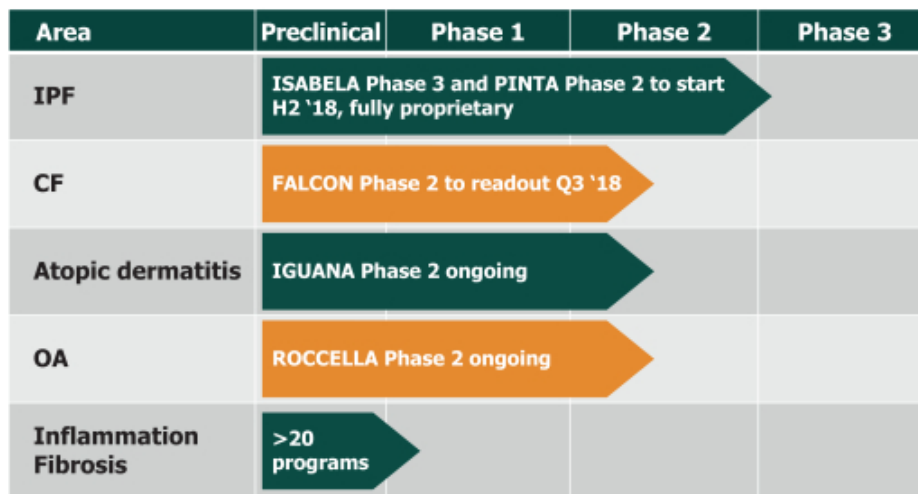 Area Preclinical Phase 1 Phase 2 Phase 3
IPF
ISABELA Phase 3 and PINTA Phase 2 to start
H2 ‘18, fully proprietary
CF
FALCON Phase 2 to readout Q3 ‘18
Atopic dermatitis
IGUANA Phase 2 ongoing
OA
ROCCELLA Phase 2 ongoing
Inflammation
Fibrosis
>20
programs